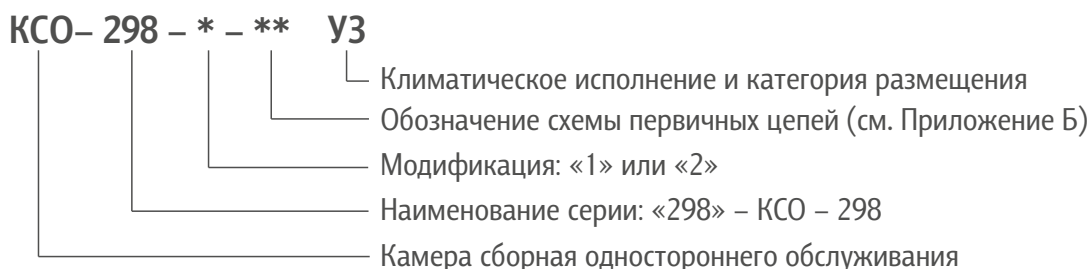 КСО– 298 – * – ** У3
Климатическое исполнение и категория размещения
Обозначение схемы первичных цепей (см. Приложение Б)
Модификация: «1» или «2»
Наименование серии: «298» – КСО – 298
Камера сборная одностороннего обслуживания